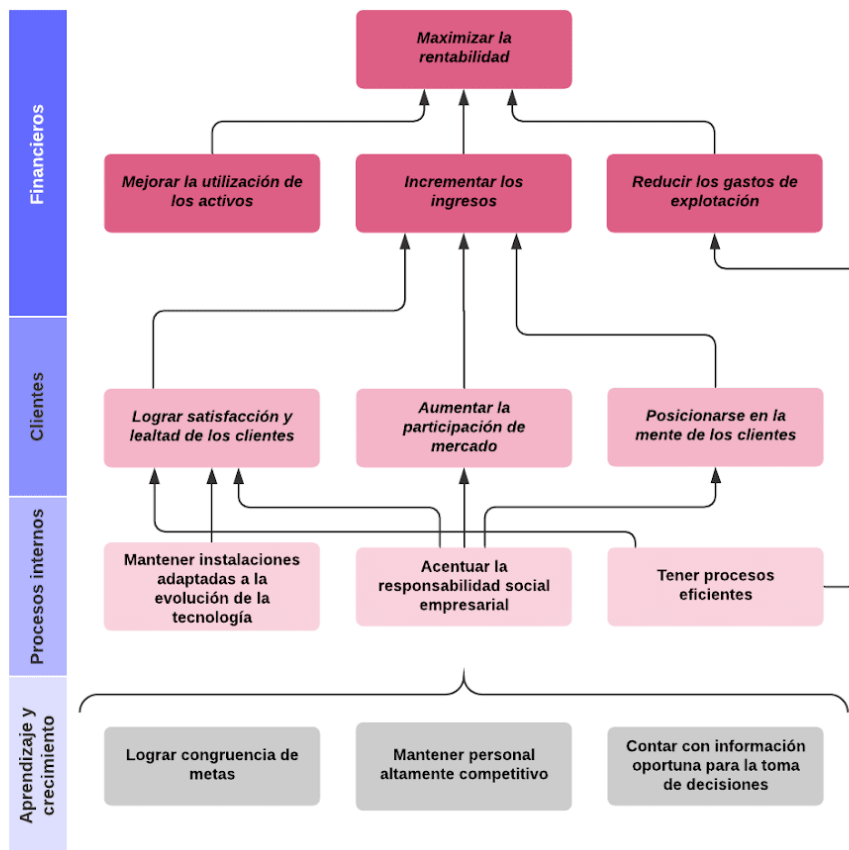 Financieros
Maximizar la
rentabilidad
Mejorar la utilización de
los activos
Incrementar los
ingresos
Reducir los gastos de
explotación
Clientes
Lograr satisfacción y
lealtad de los clientes
Aumentar la
participación de
mercado
Posicionarse en la
mente de los clientes
Procesos internos
Mantener instalaciones
adaptadas a la
evolución de la
tecnología
Acentuar la
responsabilidad social
empresarial
Tener procesos
eficientes
Aprendizaje y
crecimiento
Lograr congruencia de
metas
Mantener personal
altamente competitivo
Contar con información
oportuna para la toma
de decisiones